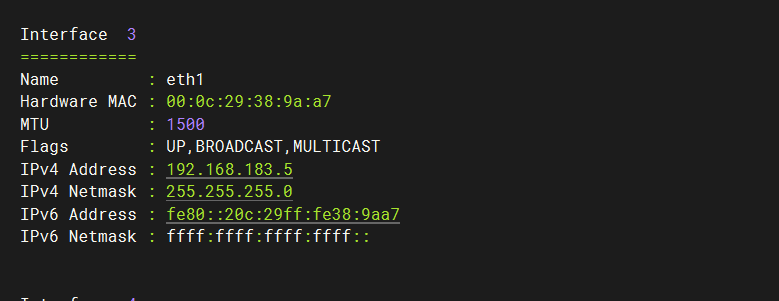 Interface  3
============
Name         : eth1
Hardware MAC : 00:0c:29:38:9a:a7
MTU          : 1500
Flags        : UP,BROADCAST,MULTICAST
IPv4 Address : 192.168.183.5
IPv4 Netmask : 255.255.255.0
IPv6 Address : fe80::20c:29ff:fe38:9aa7
IPv6 Netmask : ffff:ffff:ffff:ffff::